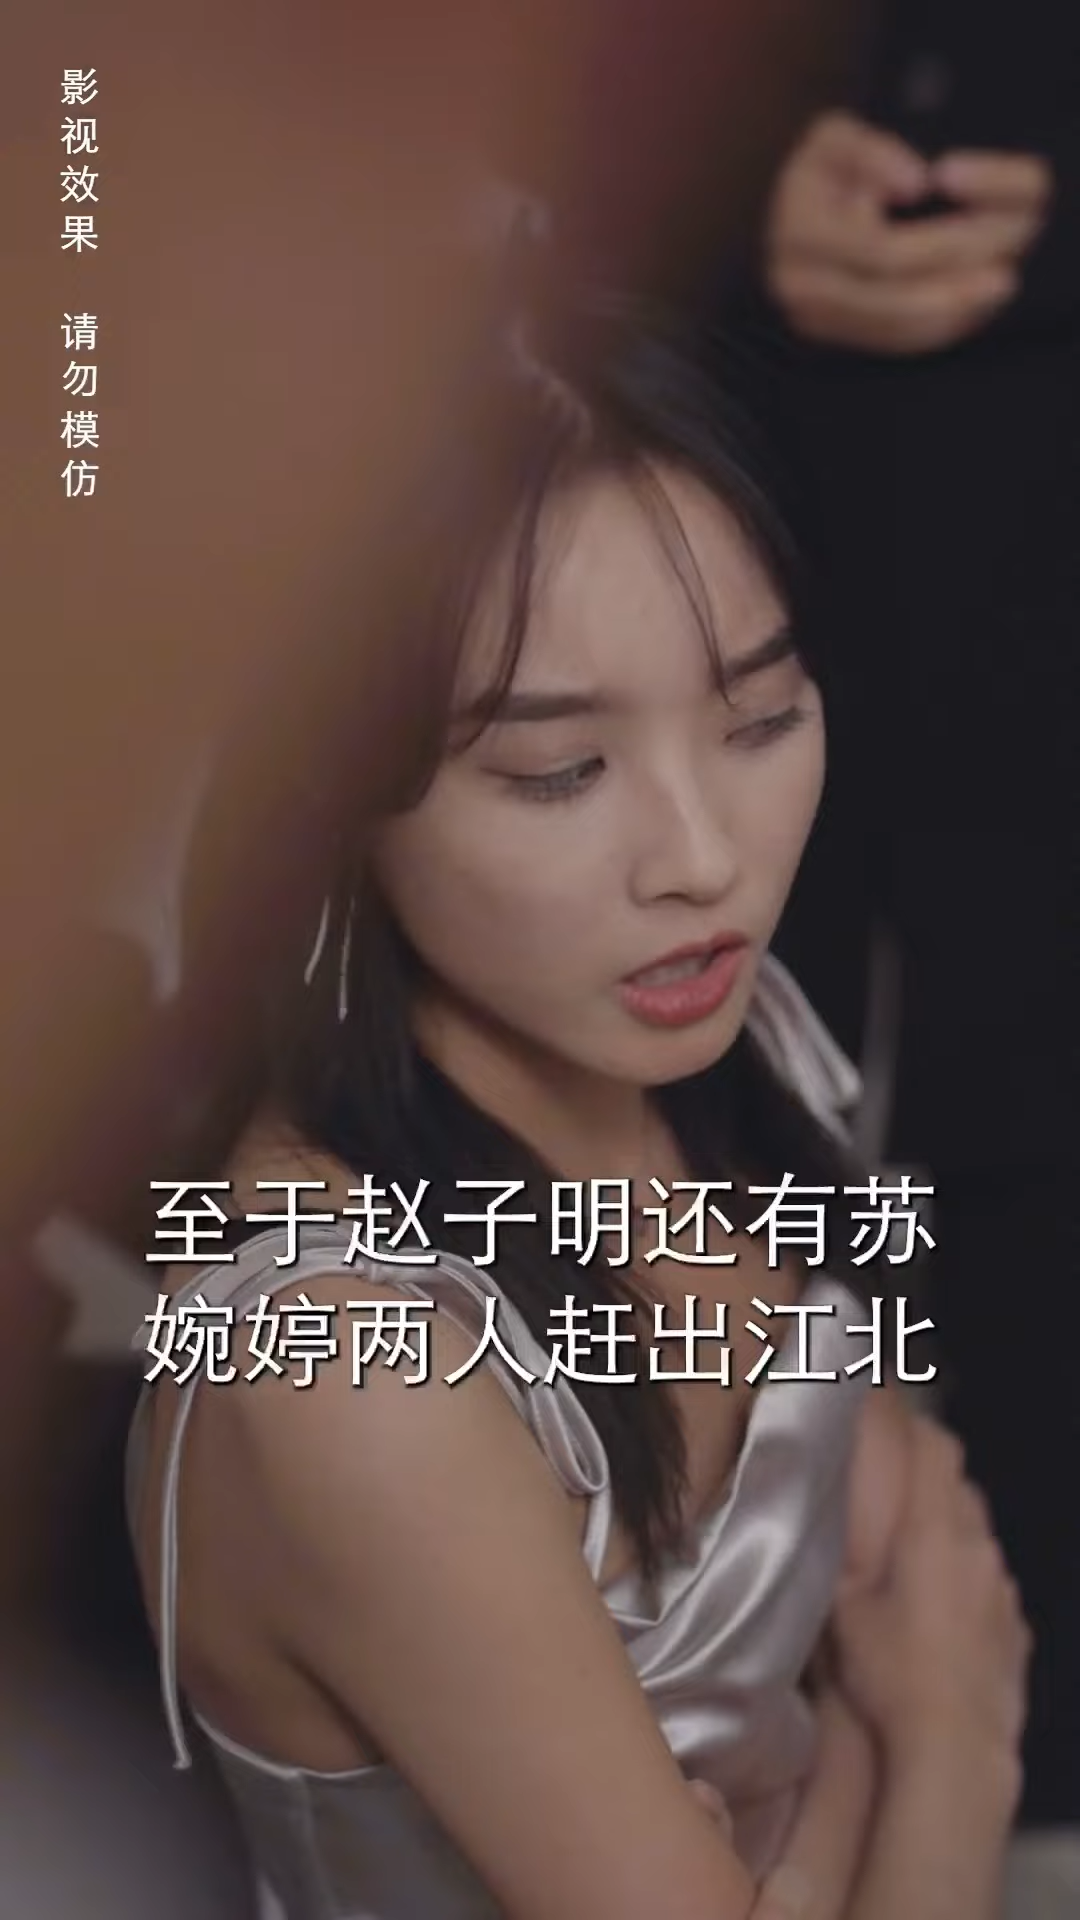 影视效果 请勿模仿
至于赵子明还有苏
婉婷两人赶出江北